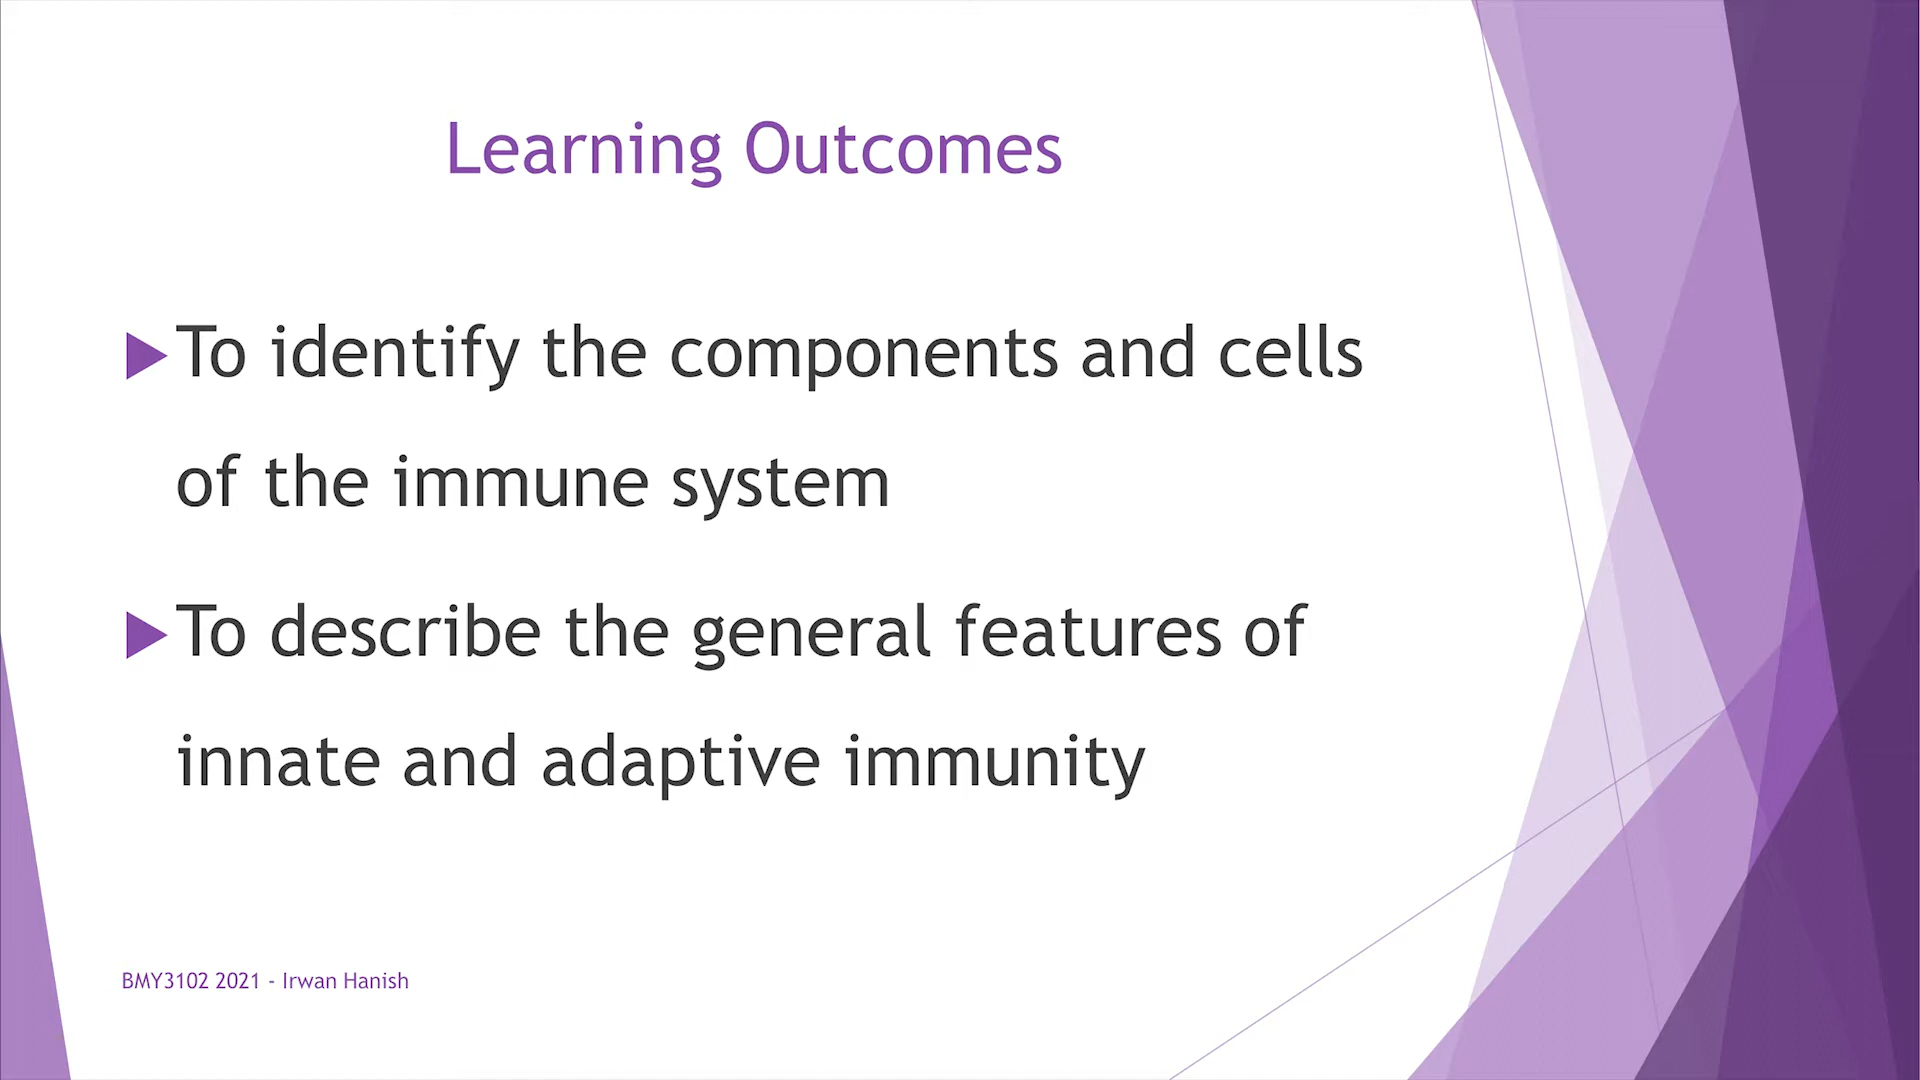 Learning Outcomes
To identify the components and cells
of the immune system
To describe the general features of
innate and adaptive immunity
BMY3102 2021 - Irwan Hanish